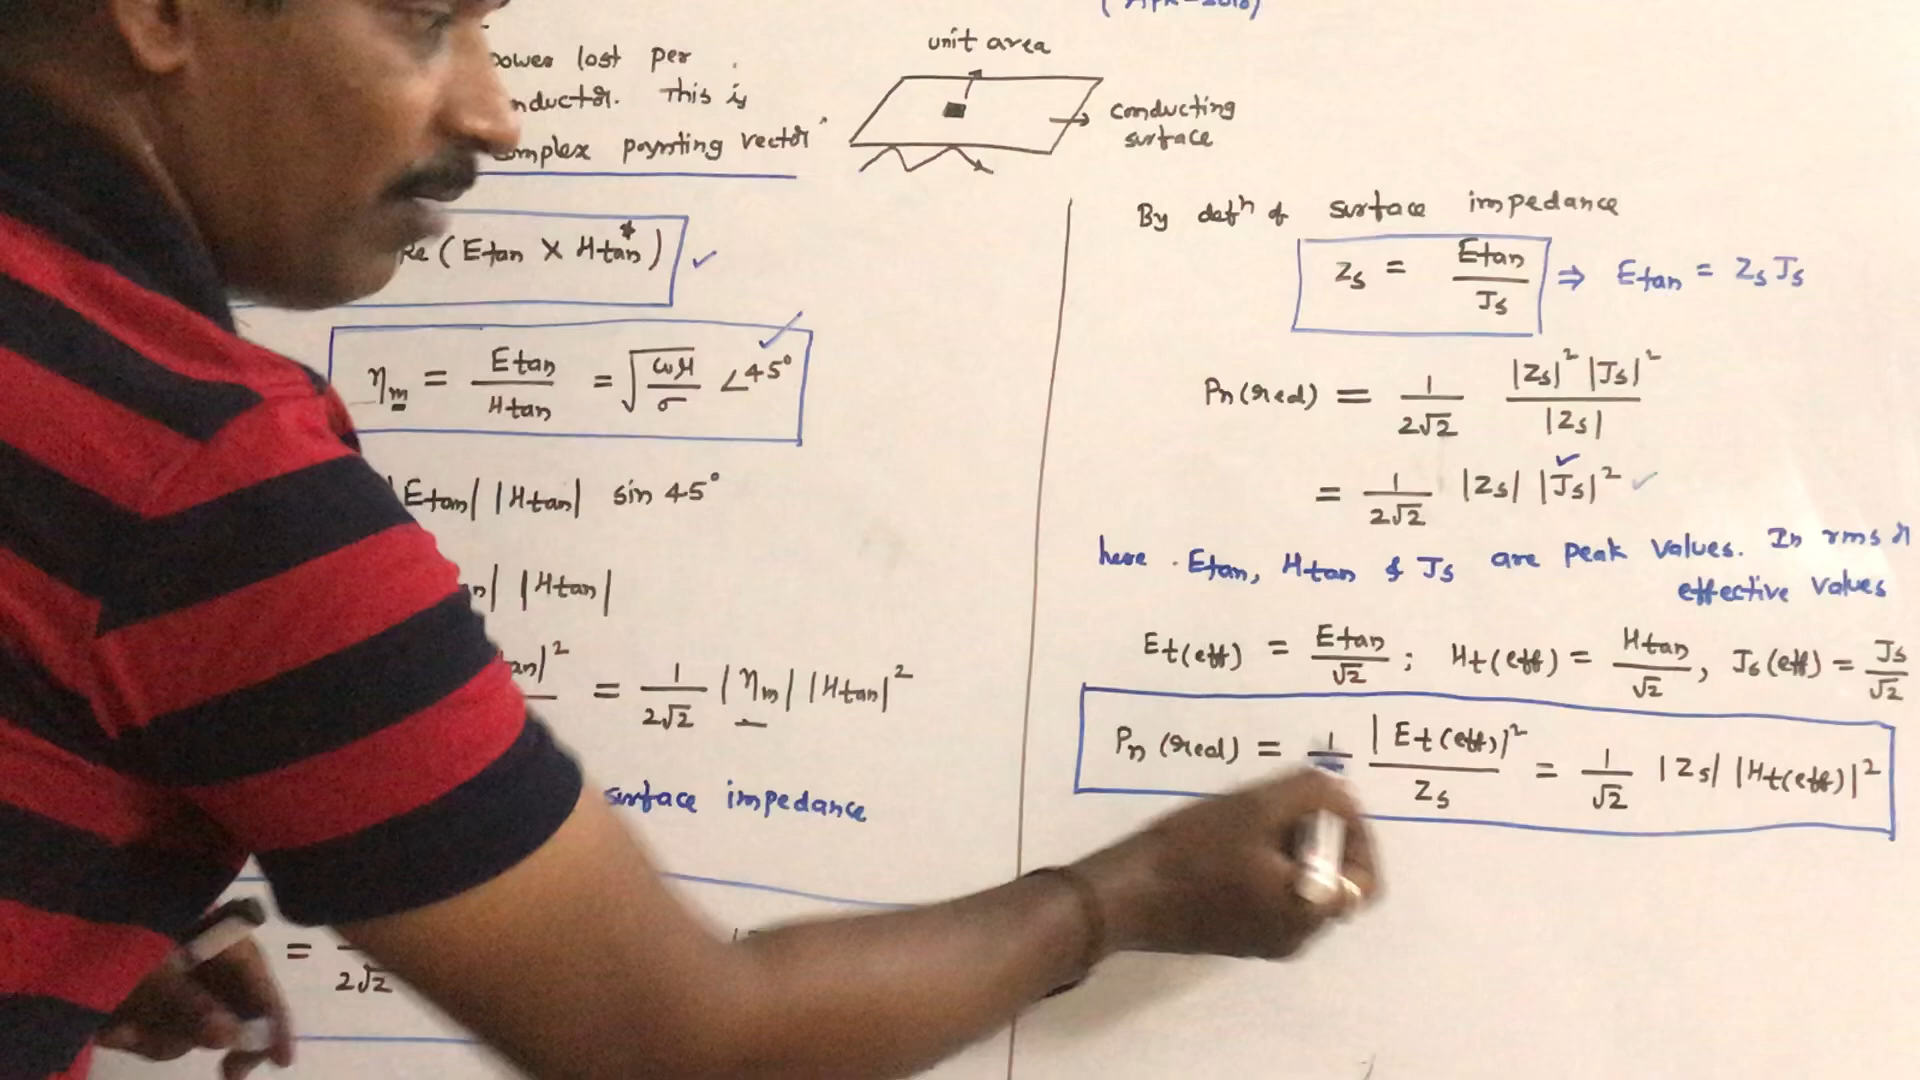 power lost per
nductor. This is
complex poynting vector
unit area
conducting
surface
Re ( Etan X Htan* ) ✓
ηm = Etan / Htan = √(ωμ / σ) ∠45° ✓
|Etan| |Htan| sin 45°
| |Htan|
|² = 1 / 2√2 |ηm| |Htan|²
surface impedance
= 2√2
By defn of surface impedance
Zs = Etan / Js ⇒ Etan = Zs Js
Pn(real) = 1 / 2√2 |Zs|² |Js|² / |Zs|
= 1 / 2√2 |Zs| |Js|² ✓
here Etan, Htan & Js are peak values. In rms or
effective values
Et(eff) = Etan / √2 ; Ht(eff) = Htan / √2 , Js(eff) = Js / √2
Pn (real) = 1 |Et(eff)|² / Zs = 1 / √2 |Zs| |Ht(eff)|²